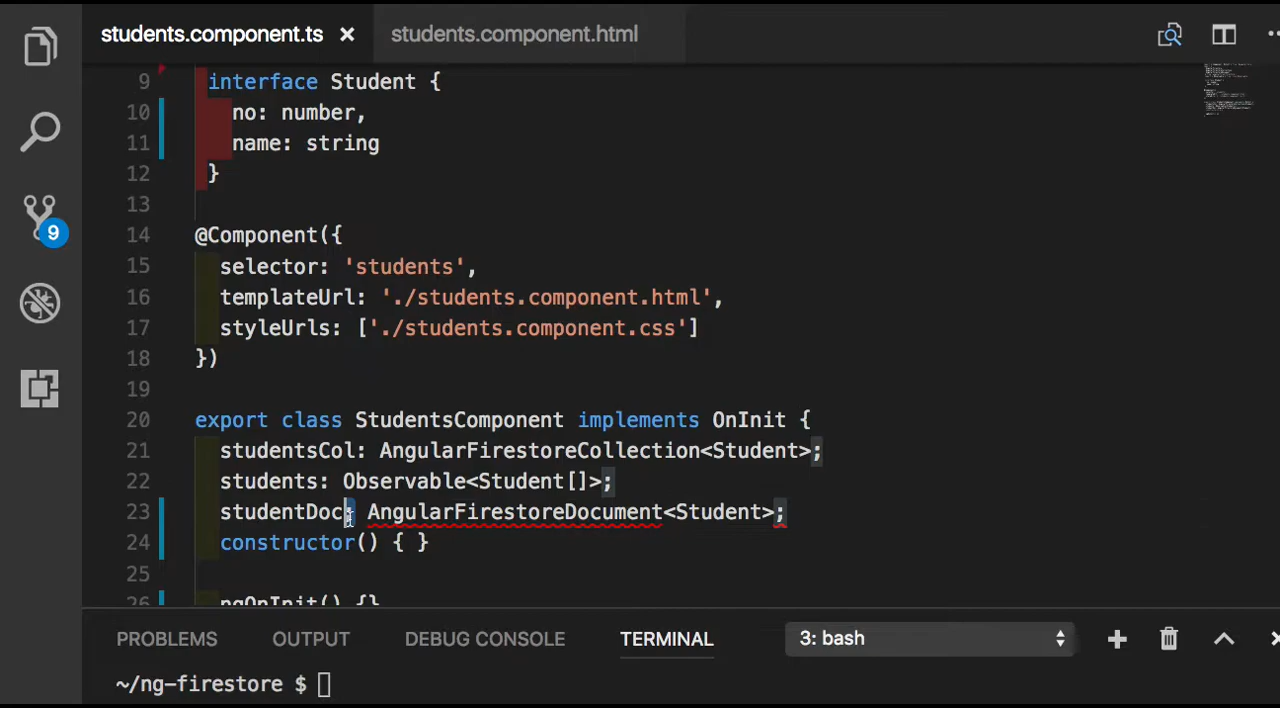 students.component.ts × students.component.html
9 interface Student {
10 no: number,
11 name: string
12 }
13
14 @Component({
15 selector: 'students',
16 templateUrl: './students.component.html',
17 styleUrls: ['./students.component.css']
18 })
19
20 export class StudentsComponent implements OnInit {
21 studentsCol: AngularFirestoreCollection<Student>;
22 students: Observable<Student[]>;
23 studentDoc: AngularFirestoreDocument<Student>;
24 constructor() { }
25
26 ngOnInit() {}
9
PROBLEMS OUTPUT DEBUG CONSOLE TERMINAL 3: bash
~/ng-firestore $